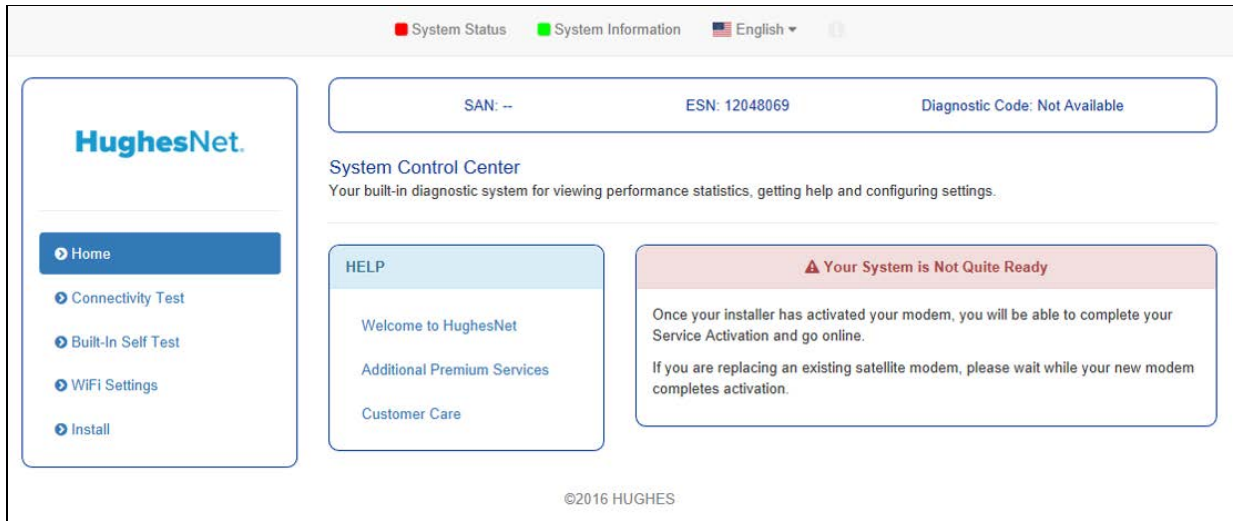 System Status System Information English
HughesNet.
SAN: -- ESN: 12048069 Diagnostic Code: Not Available
System Control Center
Your built-in diagnostic system for viewing performance statistics, getting help and configuring settings.
Home
Connectivity Test
Built-In Self Test
WiFi Settings
Install
HELP
Welcome to HughesNet
Additional Premium Services
Customer Care
Your System is Not Quite Ready
Once your installer has activated your modem, you will be able to complete your
Service Activation and go online.
If you are replacing an existing satellite modem, please wait while your new modem
completes activation.
©2016 HUGHES